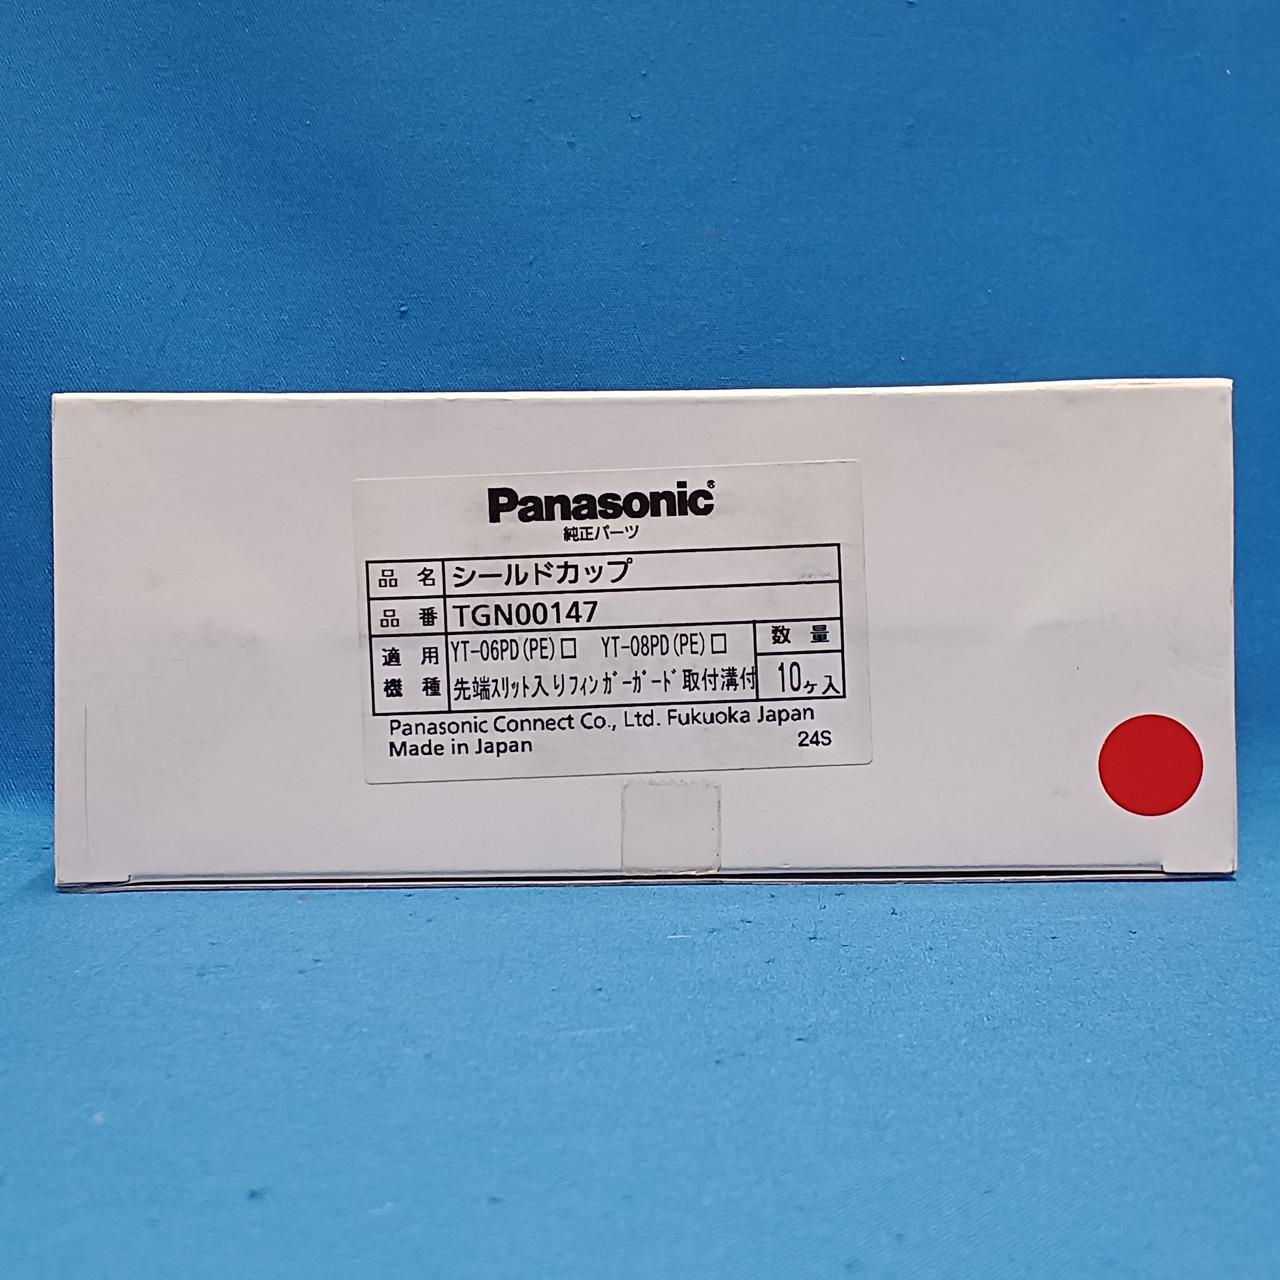 Panasonic®
純正パーツ
品名 シールドカップ
品番 TGN00147
適用機種 YT-06PD(PE)□ YT-08PD(PE)□
先端スリット入りフィンガーガード取付溝付
数量
10ヶ入
Panasonic Connect Co., Ltd. Fukuoka Japan
Made in Japan 24S